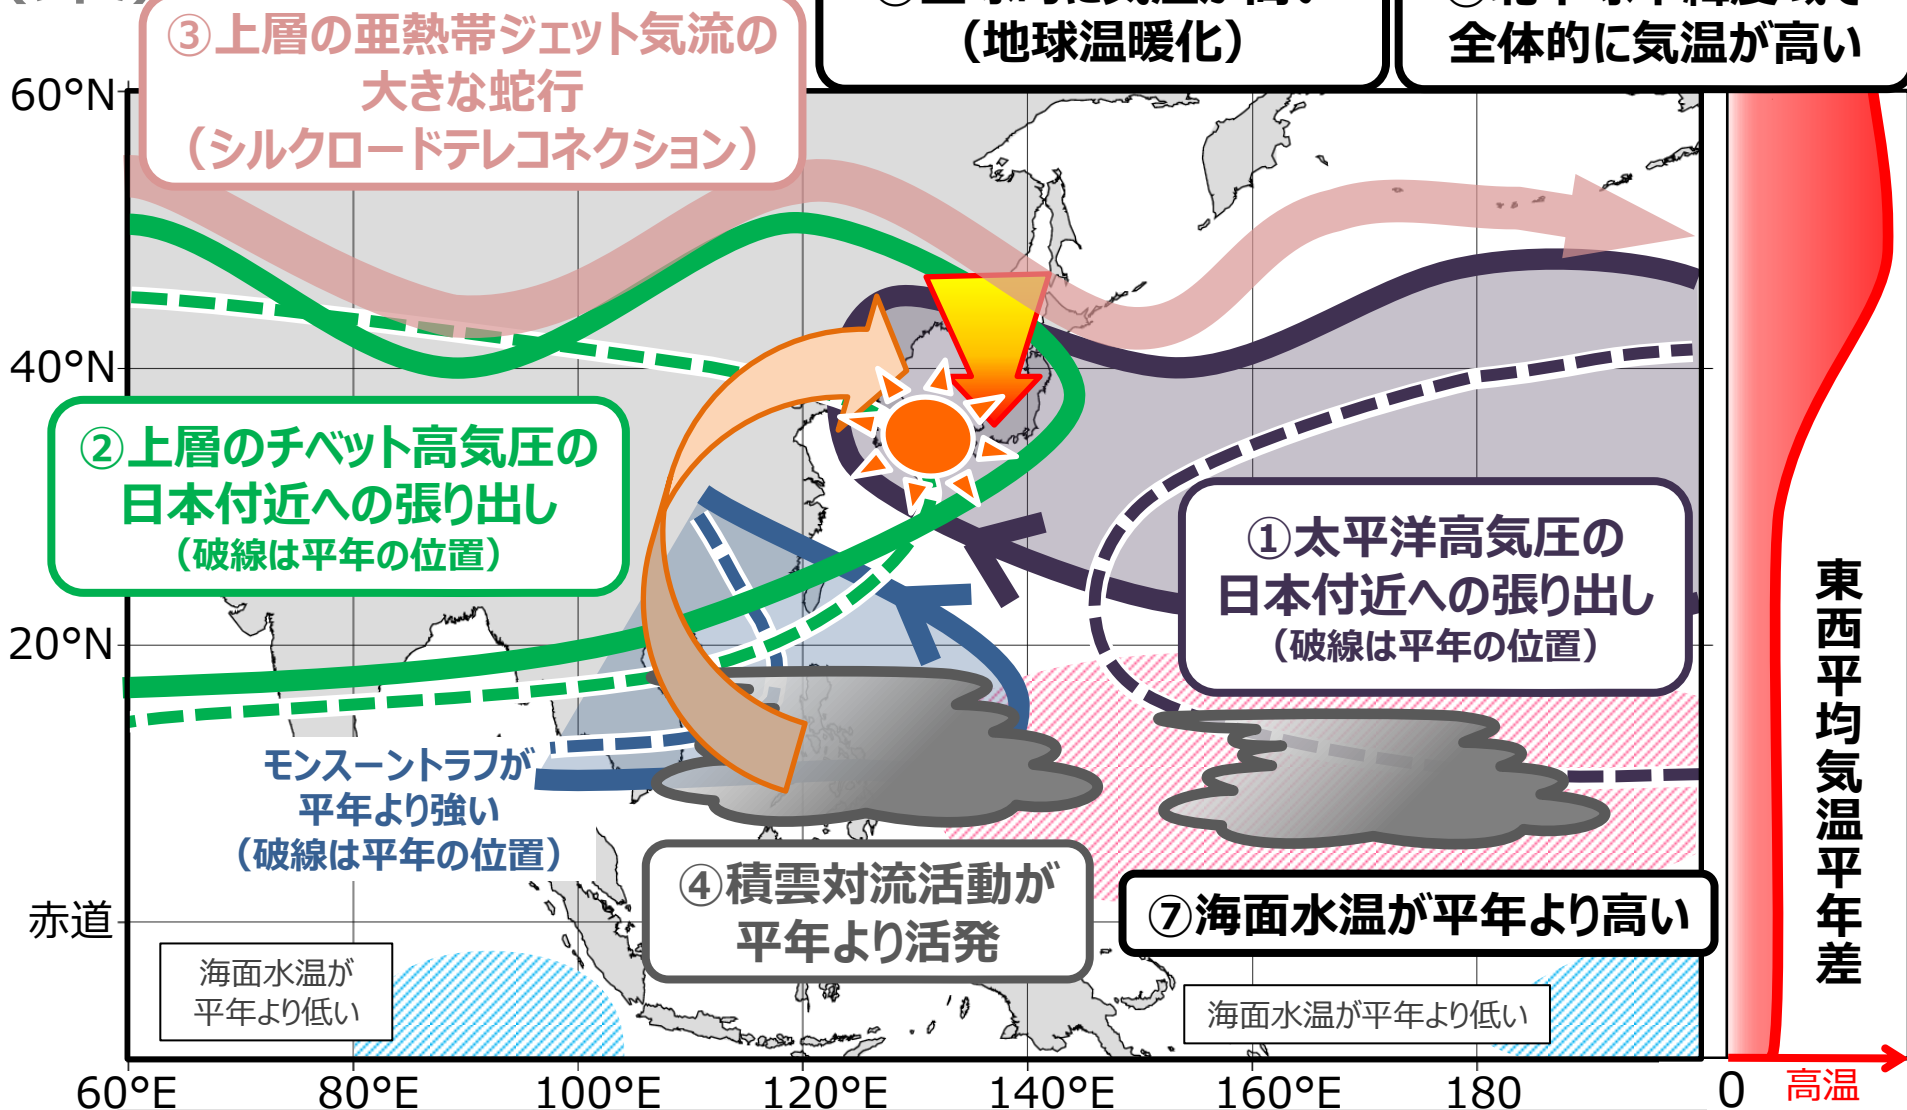 ③上層の亜熱帯ジェット気流の
大きな蛇行
（シルクロードテレコネクション）
（地球温暖化）
全体的に気温が高い
60°N
40°N
②上層のチベット高気圧の
日本付近への張り出し
（破線は平年の位置）
①太平洋高気圧の
日本付近への張り出し
（破線は平年の位置）
20°N
モンスーントラフが
平年より強い
（破線は平年の位置）
④積雲対流活動が
平年より活発
⑦海面水温が平年より高い
赤道
海面水温が
平年より低い
海面水温が平年より低い
東西平均気温平年差
60°E
80°E
100°E
120°E
140°E
160°E
180
0
高温